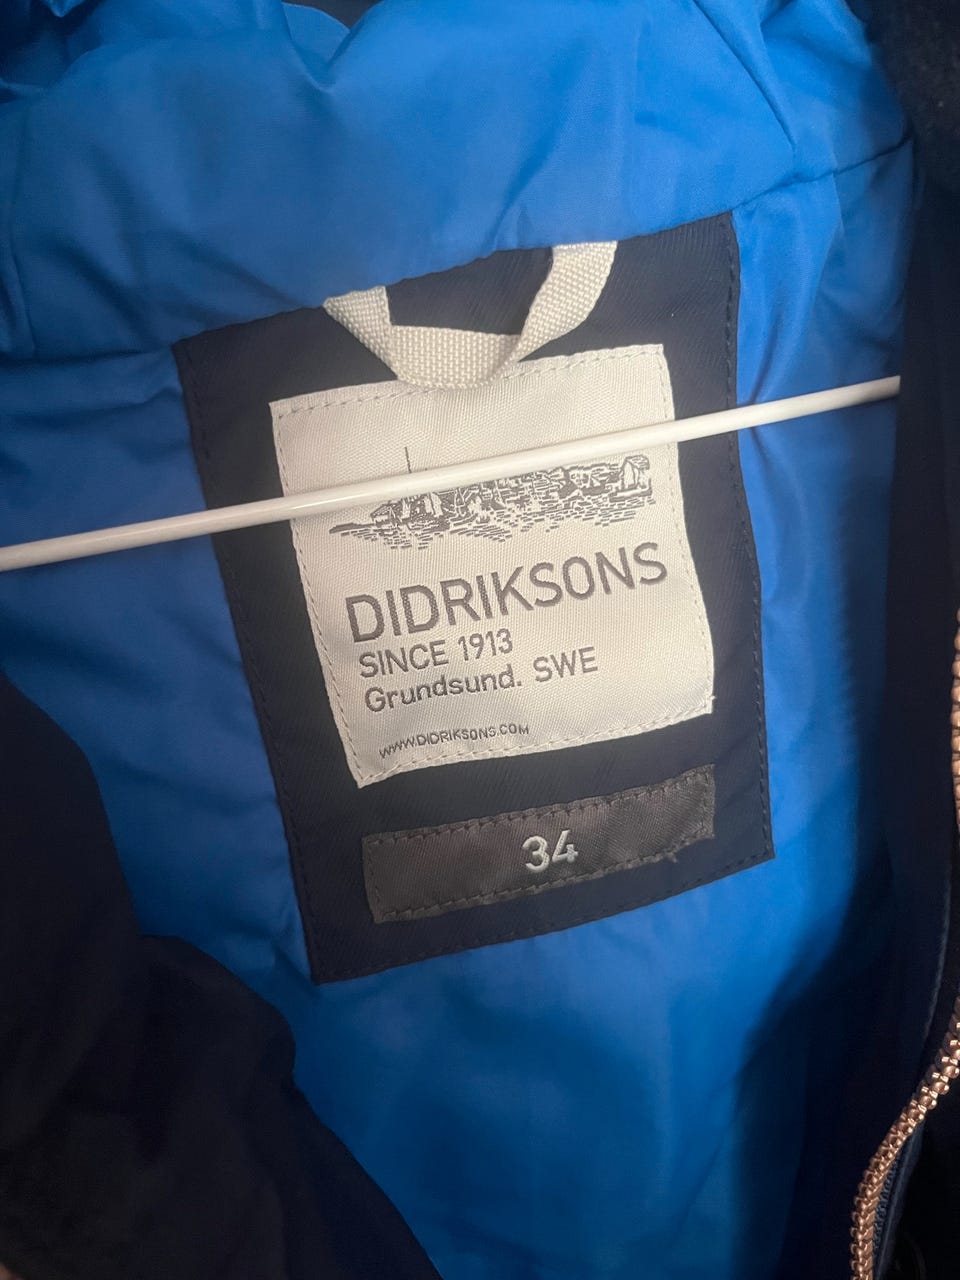 DIDRIKSONS
SINCE 1913
Grundsund. SWE
WWW.DIDRIKSONS.COM
34